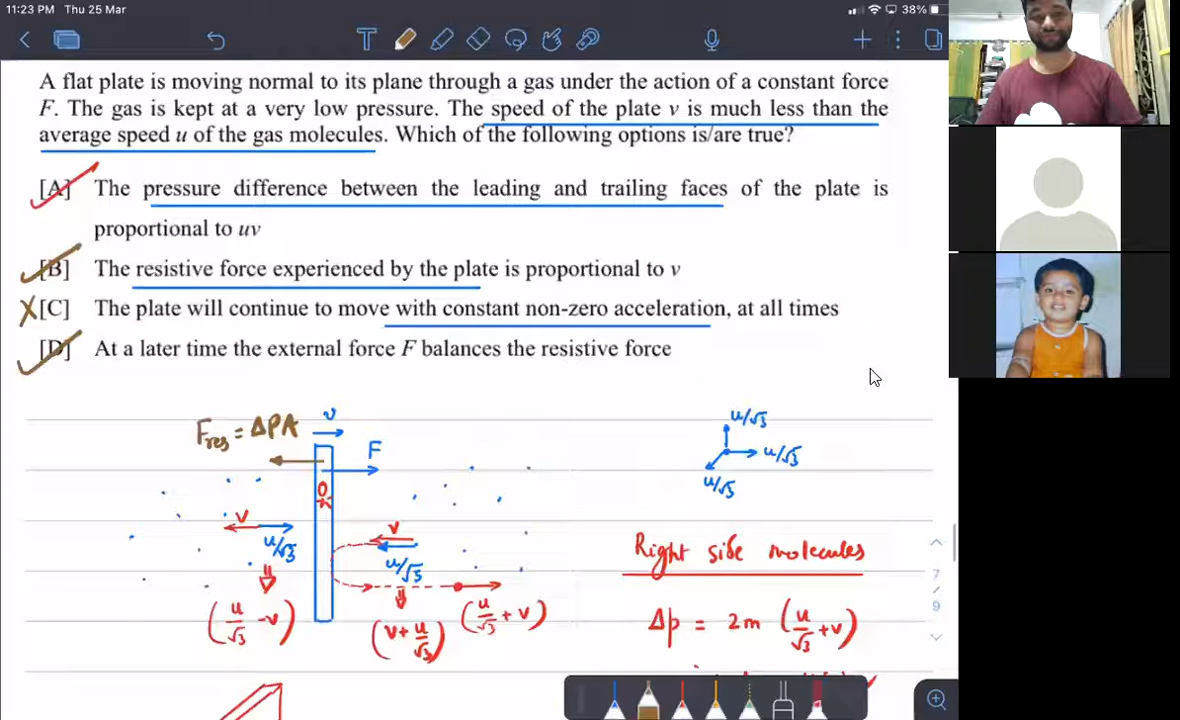 11:23 PM Thu 25 Mar
38%
A flat plate is moving normal to its plane through a gas under the action of a constant force
F. The gas is kept at a very low pressure. The speed of the plate v is much less than the
average speed u of the gas molecules. Which of the following options is/are true?
[A] The pressure difference between the leading and trailing faces of the plate is
proportional to uv
[B] The resistive force experienced by the plate is proportional to v
[C] The plate will continue to move with constant non-zero acceleration, at all times
[D] At a later time the external force F balances the resistive force
F_res = ΔPA
v
F
u/√3
u/√3
u/√3
v
u/√3
v
u/√3
(u/√3 - v)
(v + u/√3)
(u/√3 + v)
Right side molecules
Δp = 2m (u/√3 + v)
7
/
9